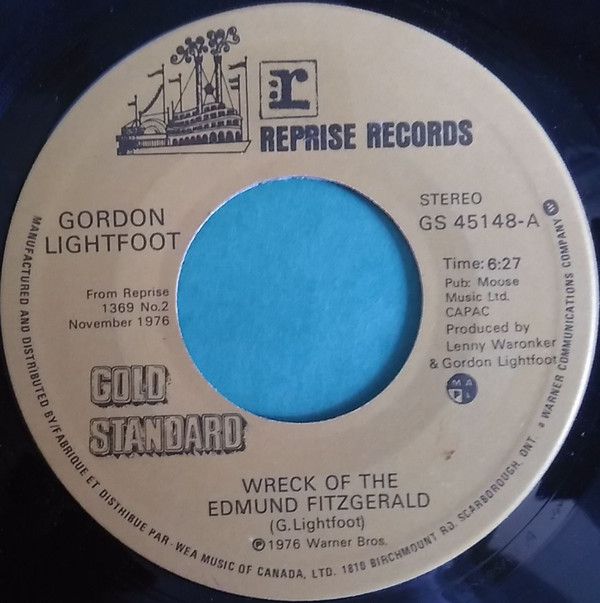 r
REPRISE RECORDS
GORDON
LIGHTFOOT
From Reprise
1369 No.2
November 1976
STEREO
GS 45148-A
Time: 6:27
Pub: Moose
Music Ltd.
CAPAC
Produced by
Lenny Waronker
& Gordon Lightfoot
M A
P L
GOLD
STANDARD
WRECK OF THE
EDMUND FITZGERALD
(G.Lightfoot)
℗1976 Warner Bros.
MANUFACTURED AND DISTRIBUTED BY/FABRIQUE ET DISTRIBUE PAR-WEA MUSIC OF CANADA, LTD. 1810 BIRCHMOUNT RD. SCARBOROUGH, ONT. a WARNER COMMUNICATIONS COMPANY